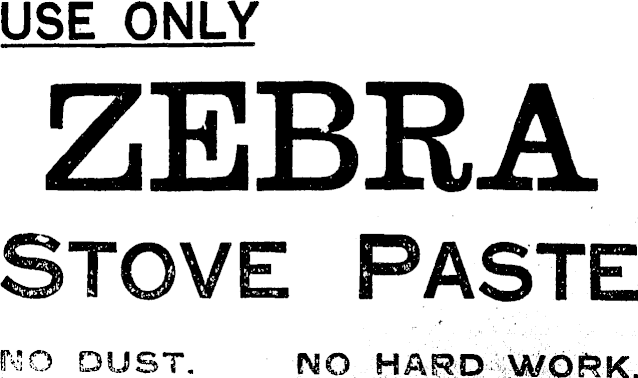 USE ONLY
ZEBRA
STOVE PASTE
NO DUST. NO HARD WORK.